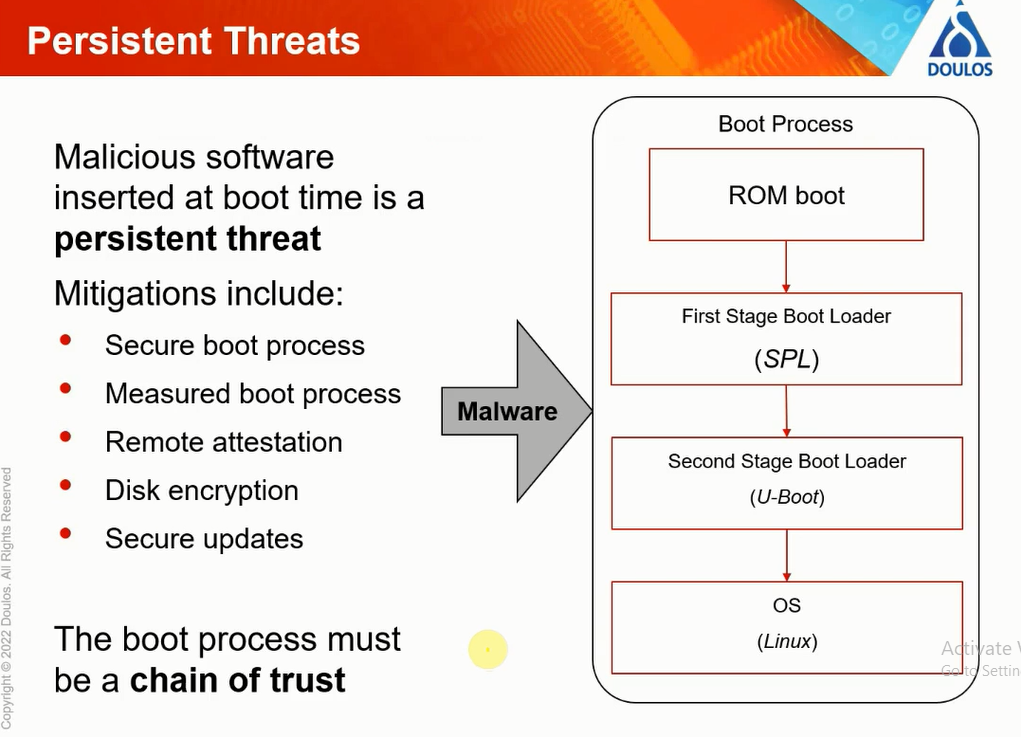 Persistent Threats
DOULOS
Malicious software
inserted at boot time is a
persistent threat
Mitigations include:
• Secure boot process
• Measured boot process
• Remote attestation
• Disk encryption
• Secure updates
The boot process must
be a chain of trust
Malware
Boot Process
ROM boot
First Stage Boot Loader
(SPL)
Second Stage Boot Loader
(U-Boot)
OS
(Linux)
Activate
Go to
Copyright © 2022 Doulos. All Rights Reserved